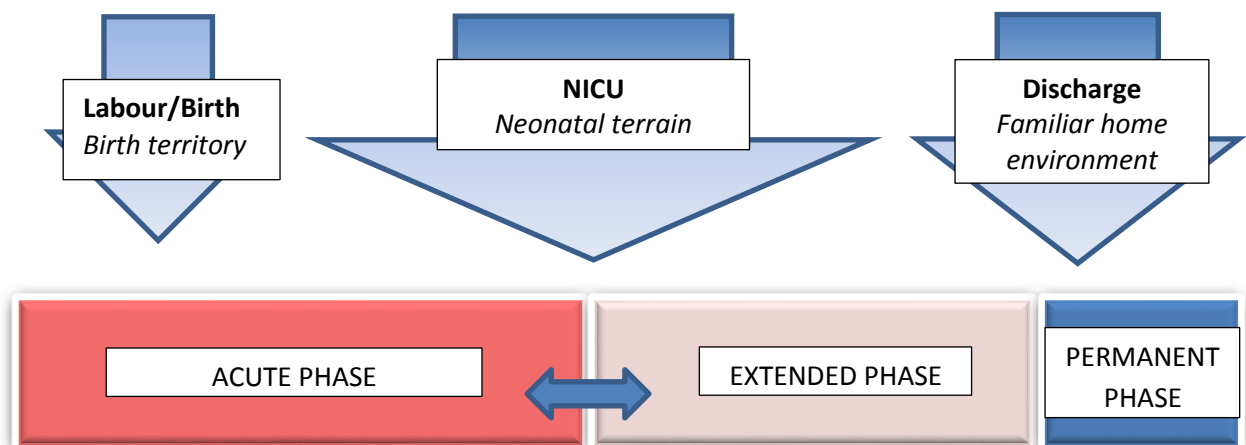 Labour/Birth
Birth territory
NICU
Neonatal terrain
Discharge
Familiar home
environment
ACUTE PHASE
EXTENDED PHASE
PERMANENT
PHASE